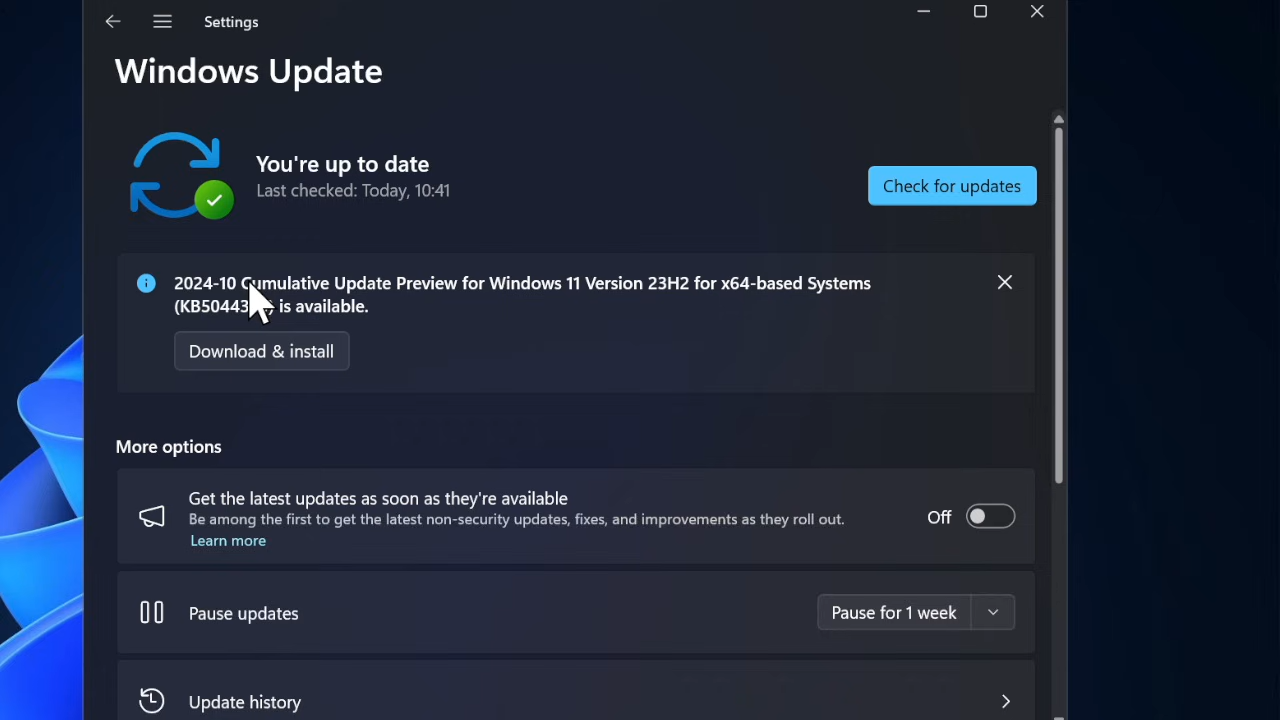 Settings
Windows Update
You're up to date
Last checked: Today, 10:41
Check for updates
2024-10 Cumulative Update Preview for Windows 11 Version 23H2 for x64-based Systems
is available.
Download & install
More options
Get the latest updates as soon as they're available
Be among the first to get the latest non-security updates, fixes, and improvements as they roll out.
Off
Learn more
Pause updates
Pause for 1 week
Update history